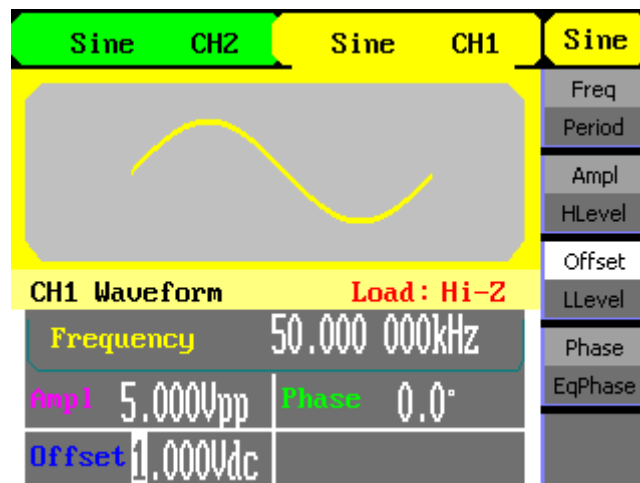 Sine CH2 Sine CH1 Sine
Freq
Period
Ampl
HLevel
Offset
LLevel
Phase
EqPhase
CH1 Waveform Load: Hi-Z
Frequency 50.000 000kHz
Ampl 5.000Vpp Phase 0.0°
Offset 1.000Vdc